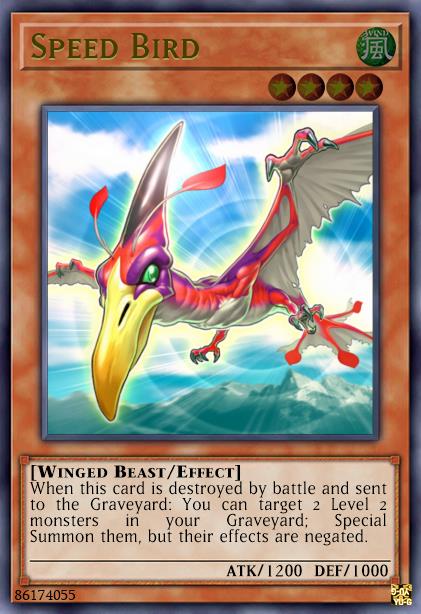 Speed Bird
WIND
風
[Winged Beast/Effect]
When this card is destroyed by battle and sent
to the Graveyard: You can target 2 Level 2
monsters in your Graveyard; Special
Summon them, but their effects are negated.
ATK/1200 DEF/1000
86174055